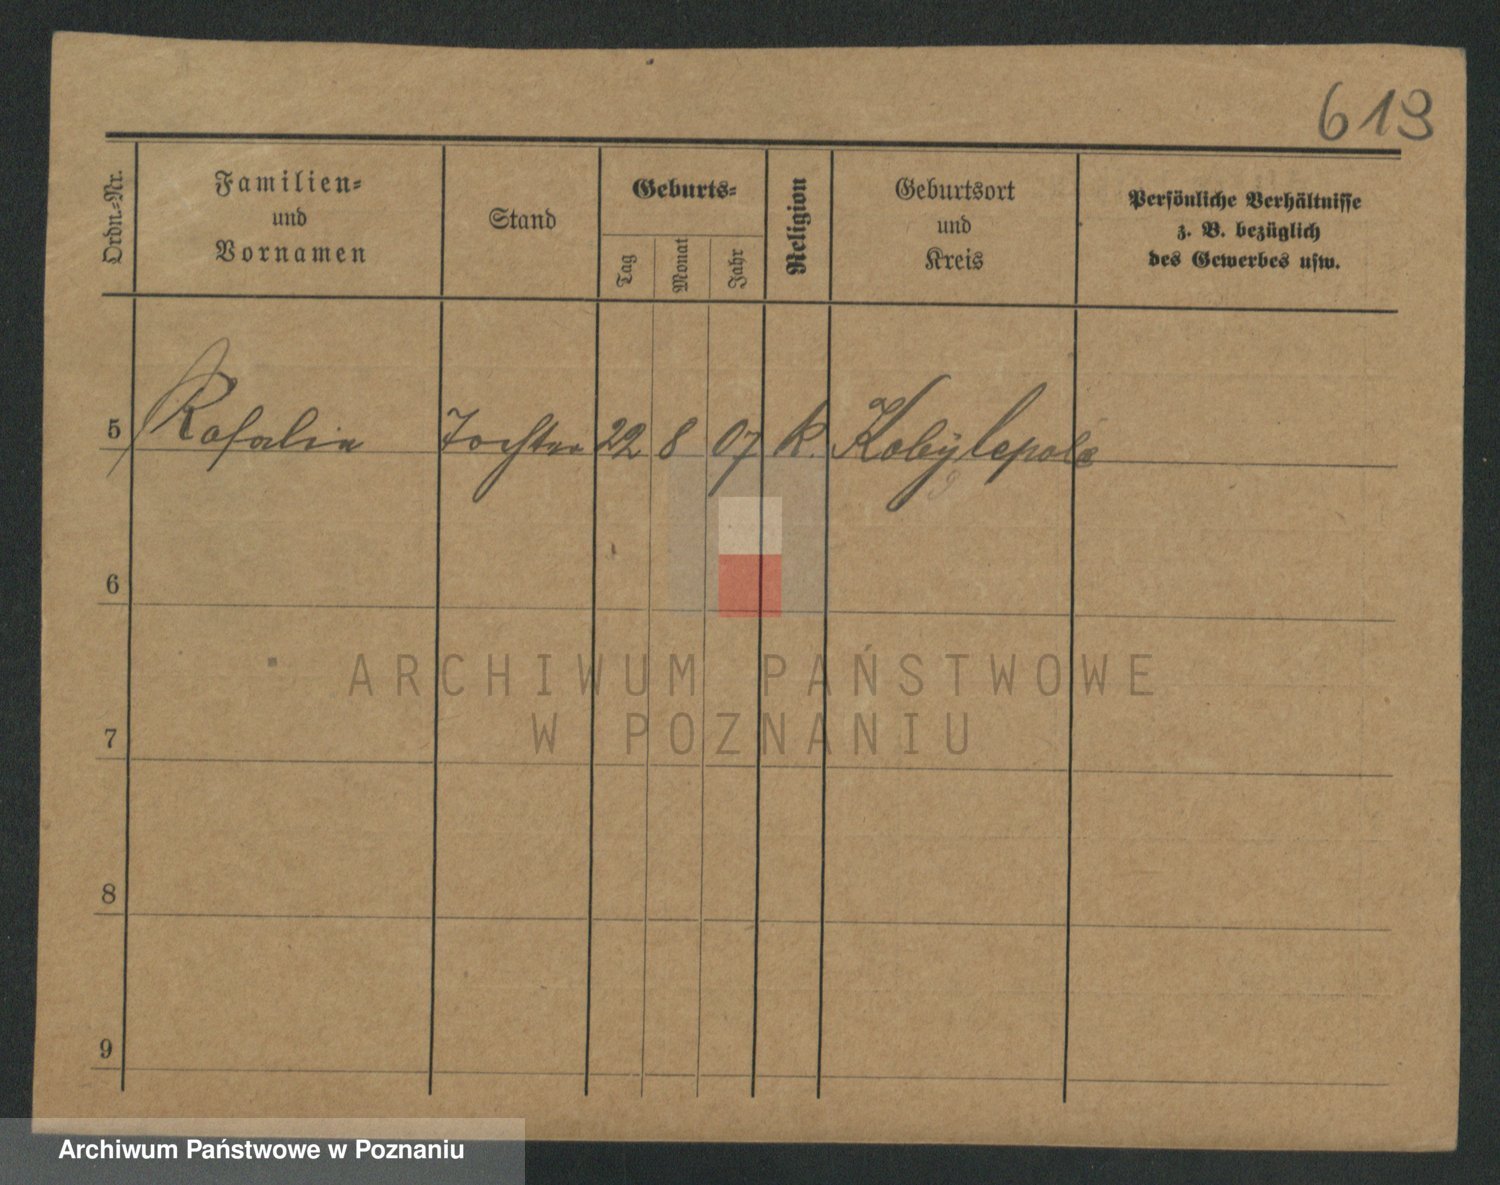 613
Ordn.-Nr.
Familien-
und
Vornamen
Stand
Geburts-
Tag
Monat
Jahr
Religion
Geburtsort
und
Kreis
Persönliche Verhältnisse
z. B. bezüglich
des Gewerbes usw.
5 Rosalie Tochter 22 8 07 k. Kobylepole
6
7
8
9
ARCHIWUM PAŃSTWOWE
W POZNANIU
Archiwum Państwowe w Poznaniu